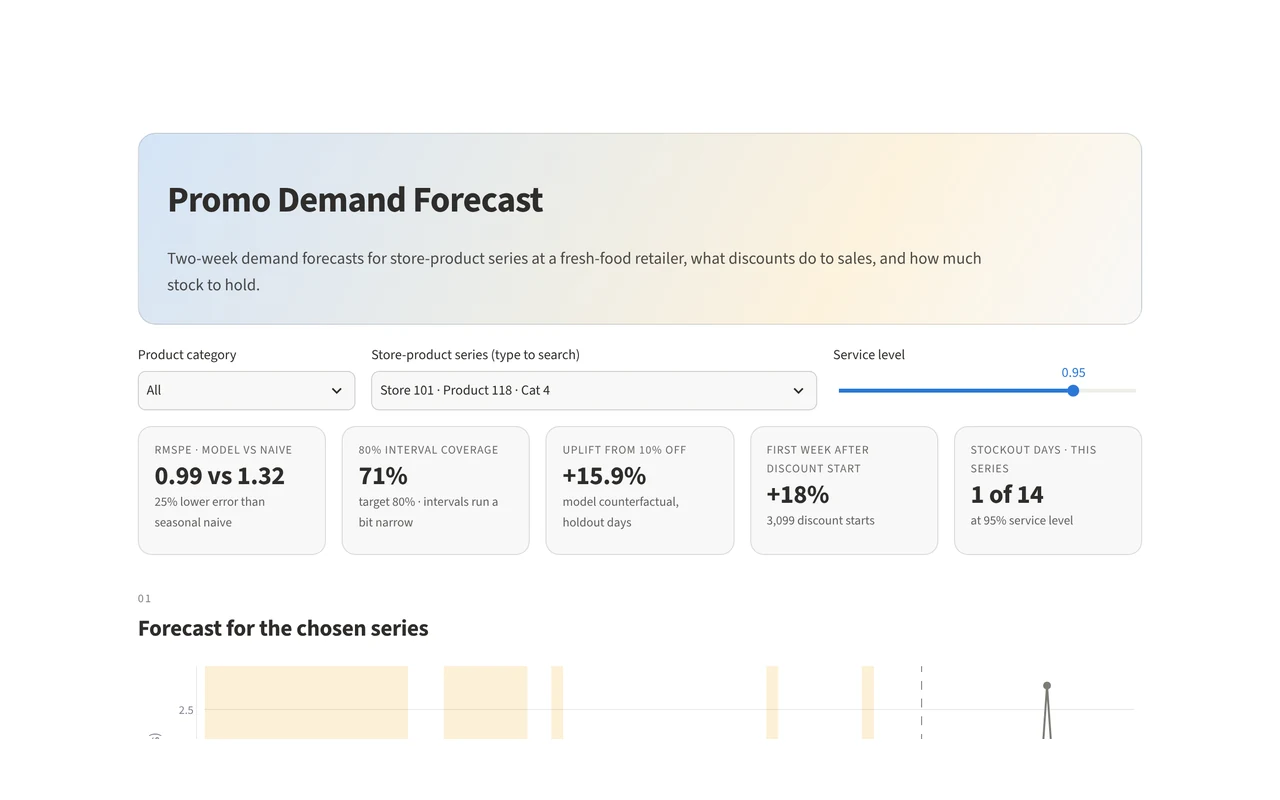 Promo Demand Forecast
Two-week demand forecasts for store-product series at a fresh-food retailer, what discounts do to sales, and how much
stock to hold.
Product category
Store-product series (type to search)
Service level
0.95
All
Store 101 · Product 118 · Cat 4
RMSPE · MODEL VS NAIVE
0.99 vs 1.32
25% lower error than
seasonal naive
80% INTERVAL COVERAGE
71%
target 80% · intervals run a
bit narrow
UPLIFT FROM 10% OFF
+15.9%
model counterfactual,
holdout days
FIRST WEEK AFTER
DISCOUNT START
+18%
3,099 discount starts
STOCKOUT DAYS · THIS
SERIES
1 of 14
at 95% service level
01
Forecast for the chosen series
2.5